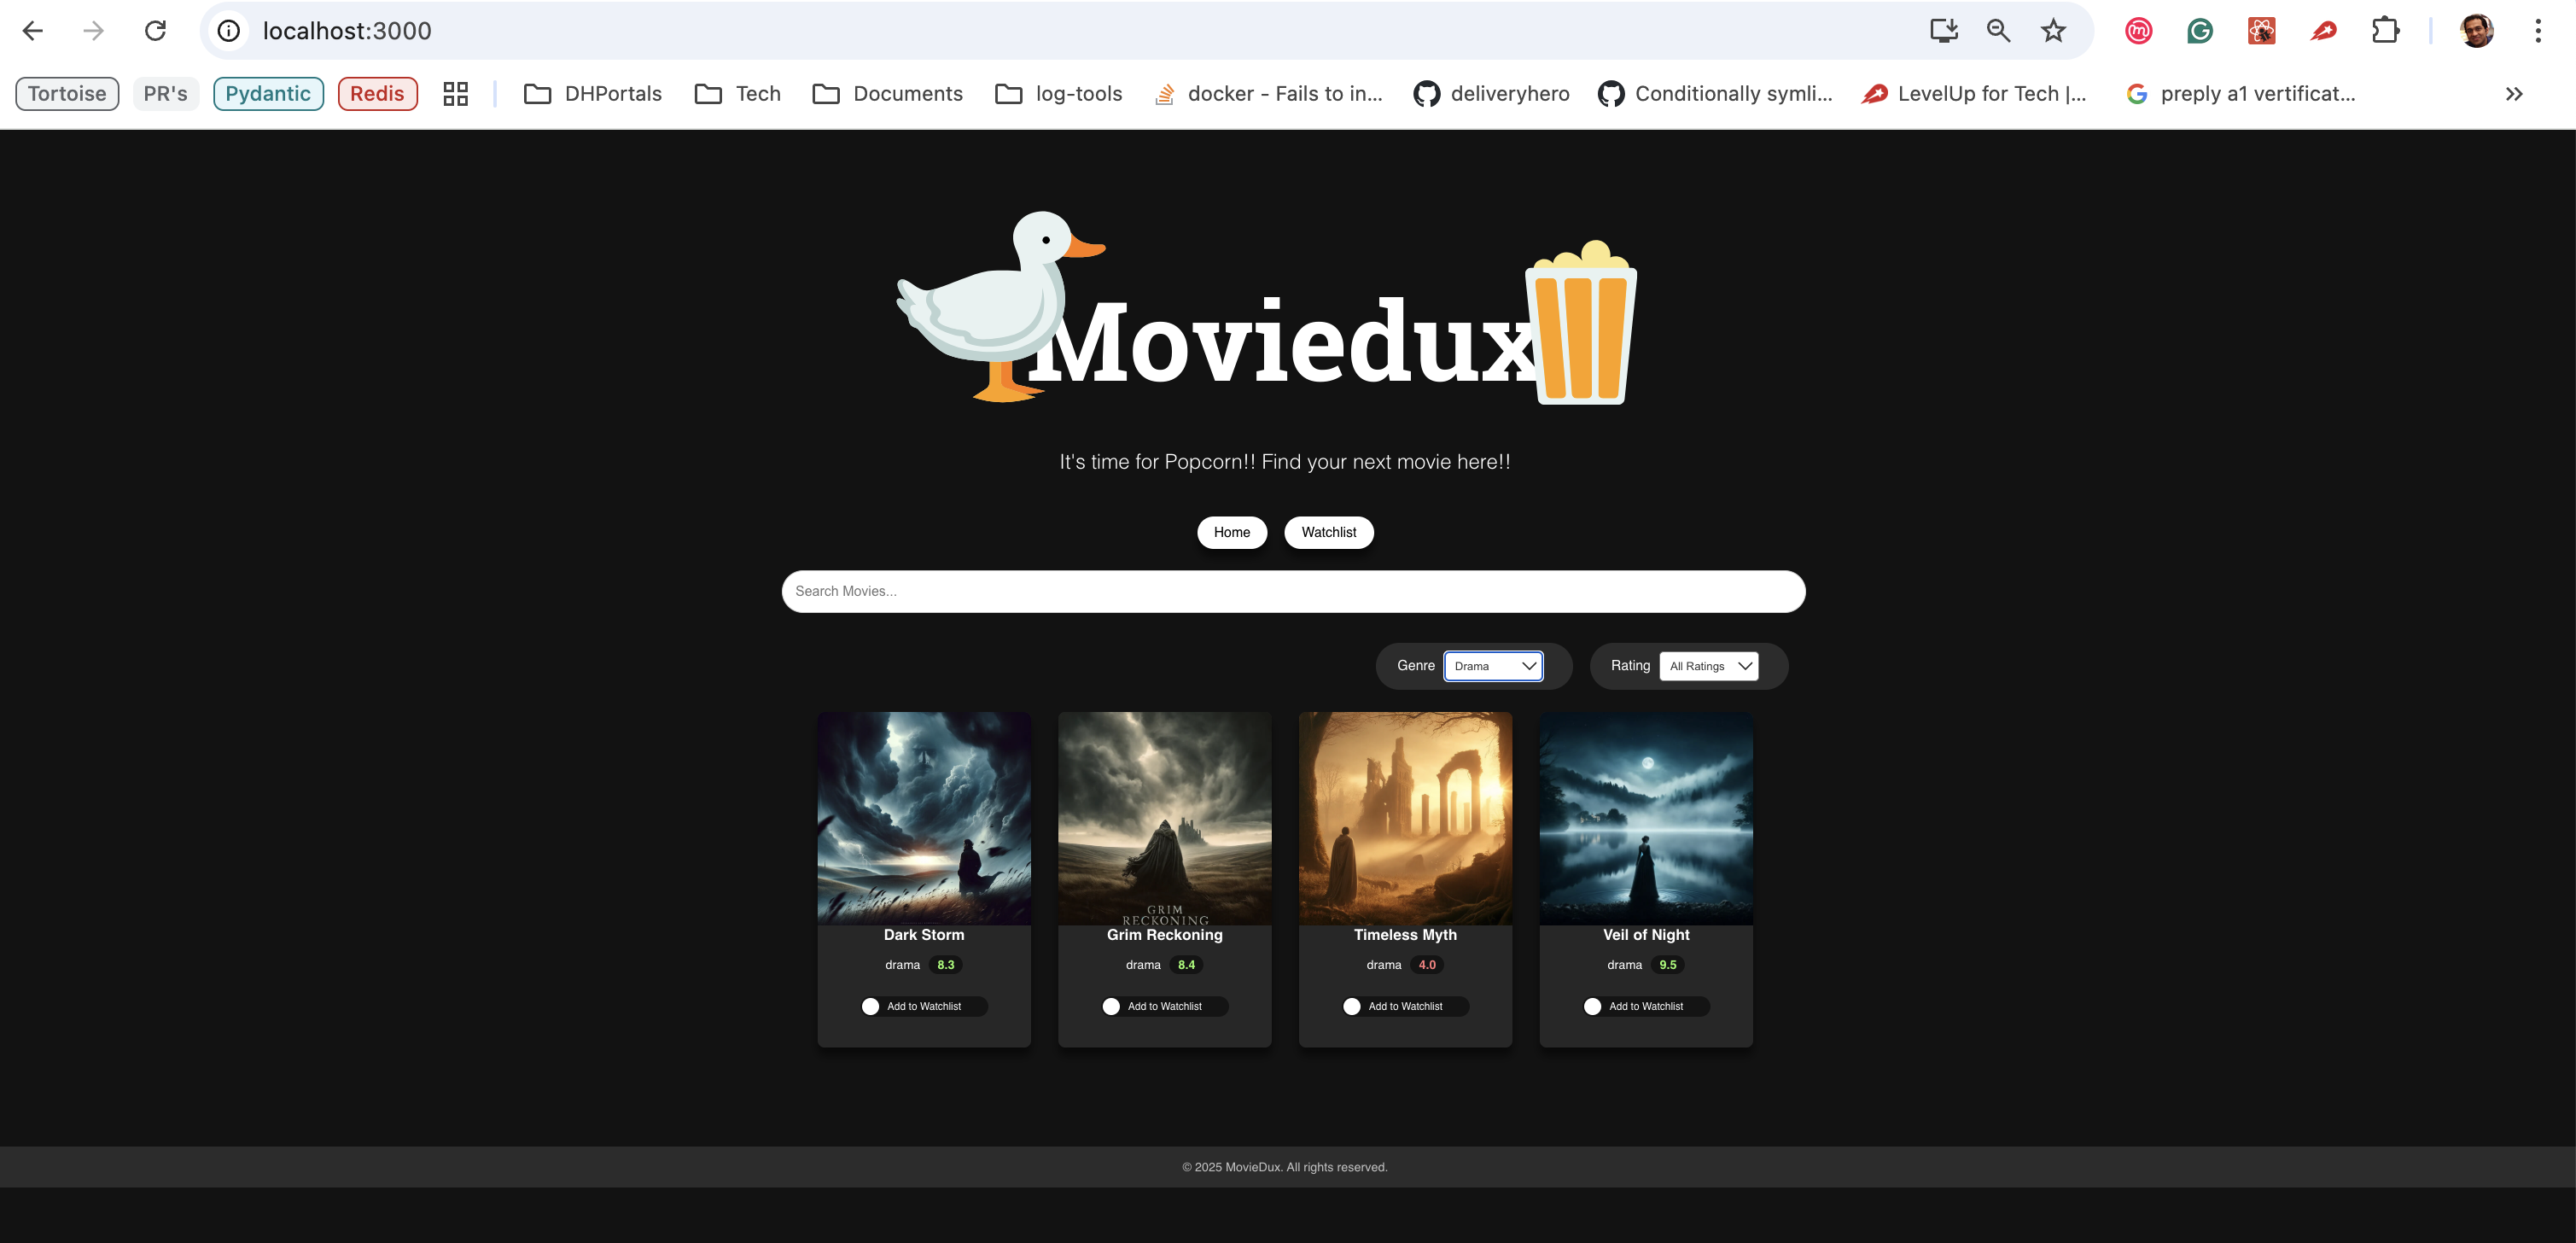 localhost:3000
Tortoise PR's Pydantic Redis DHPortals Tech Documents log-tools docker - Fails to in... deliveryhero Conditionally symli... LevelUp for Tech |... preply a1 vertificat...
Moviedux
It's time for Popcorn!! Find your next movie here!!
Home Watchlist
Search Movies...
Genre Drama Rating All Ratings
GRIM
RECKONING
Dark Storm Grim Reckoning Timeless Myth Veil of Night
drama 8.3 drama 8.4 drama 4.0 drama 9.5
Add to Watchlist Add to Watchlist Add to Watchlist Add to Watchlist
© 2025 MovieDux. All rights reserved.